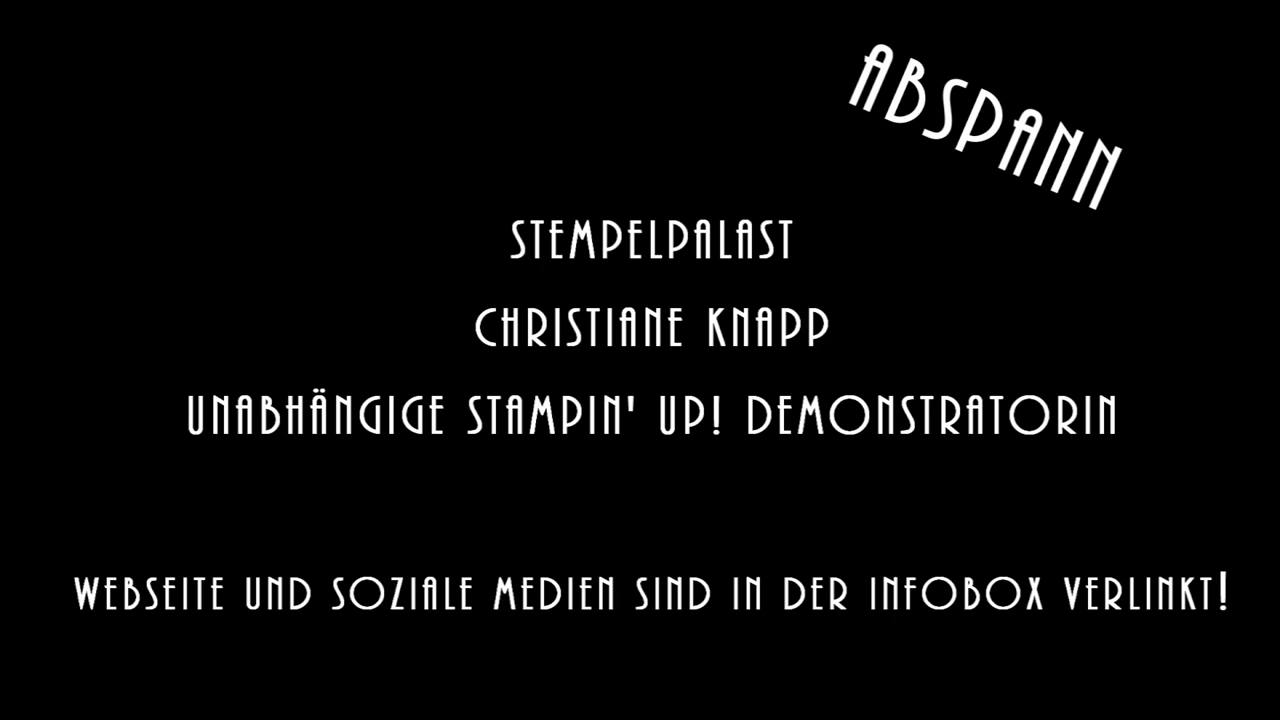 ABSPANN
STEMPELPALAST
CHRISTIANE KNAPP
UNABHÄNGIGE STAMPIN' UP! DEMONSTRATORIN
WEBSEITE UND SOZIALE MEDIEN SIND IN DER INFOBOX VERLINKT!